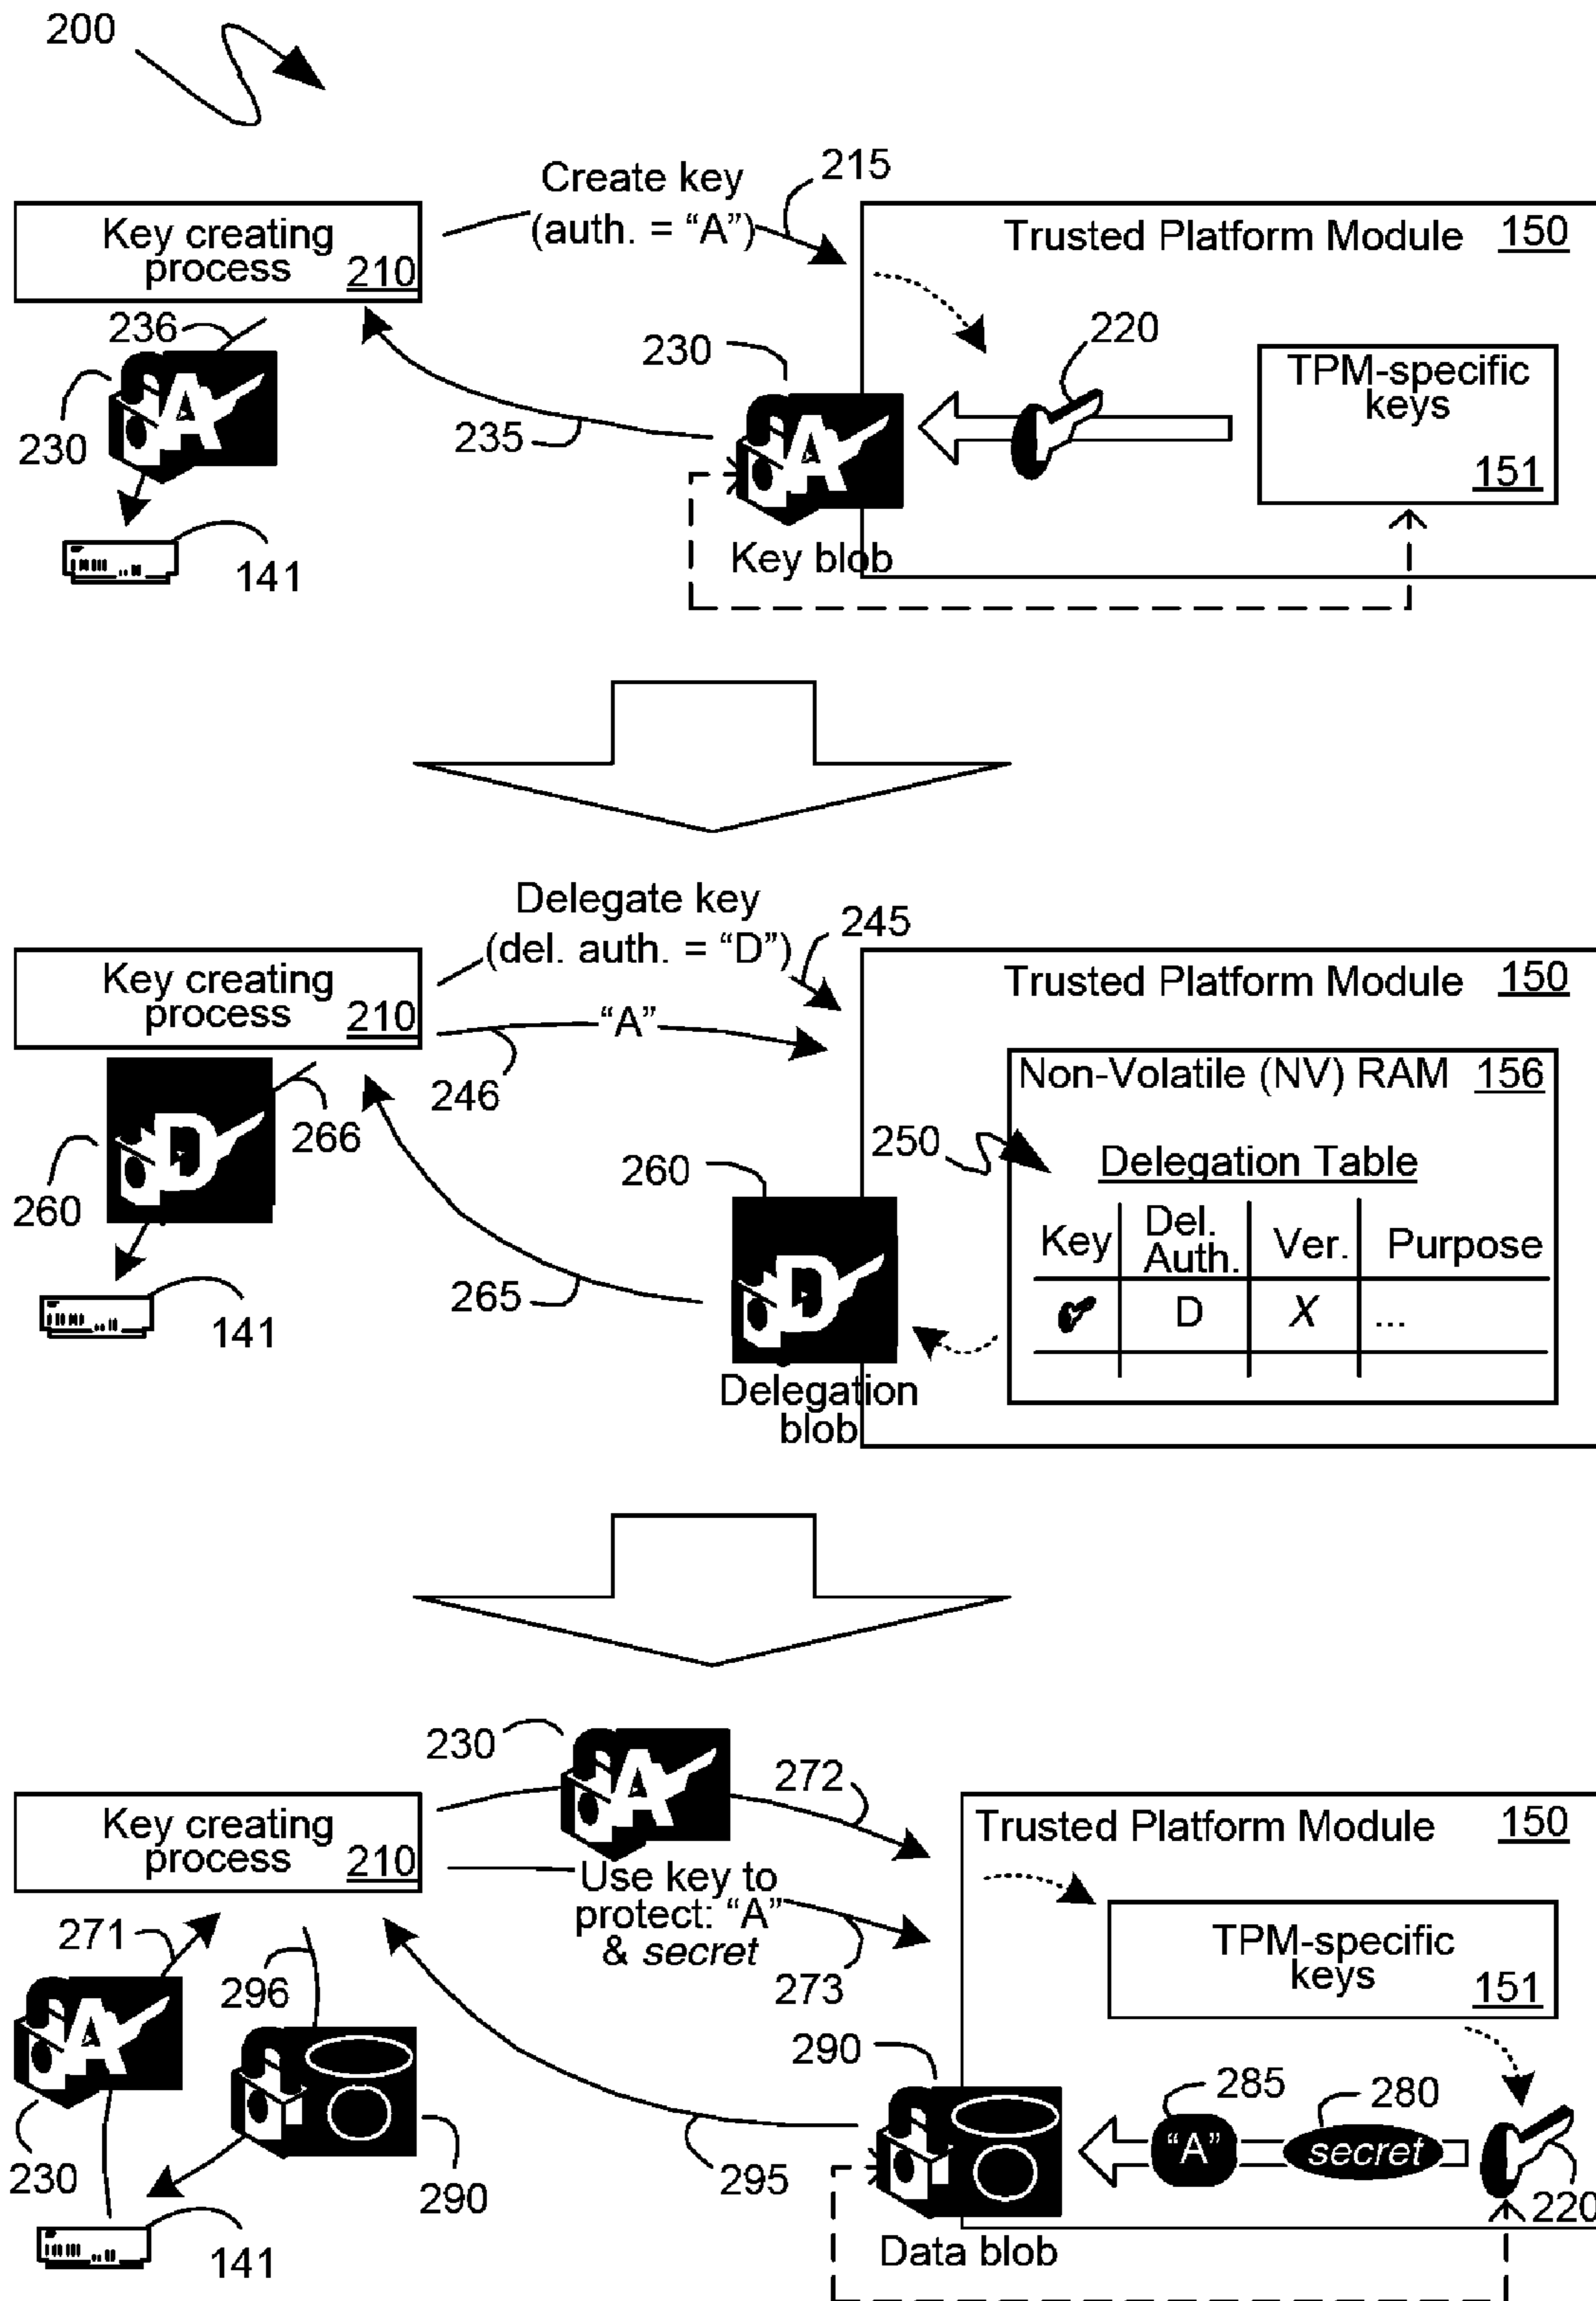 200
Create key
(auth. = “A”)
215
Key creating
process 210
Trusted Platform Module 150
236
230
A
230
141
235
230
A
Key blob
220
TPM-specific
keys
151
Delegate key
(del. auth. = “D”)
245
Key creating
process 210
“A”
246
Trusted Platform Module 150
Non-Volatile (NV) RAM 156
250
Delegation Table
Key Del. Auth. Ver. Purpose
D X ...
266
260
D
141
265
260
D
Delegation
blob
230
A
272
Key creating
process 210
Use key to
protect: “A”
& secret
273
Trusted Platform Module 150
TPM-specific
keys
151
271
296
A
230
290
141
295
290
Data blob
285
“A”
280
secret
220